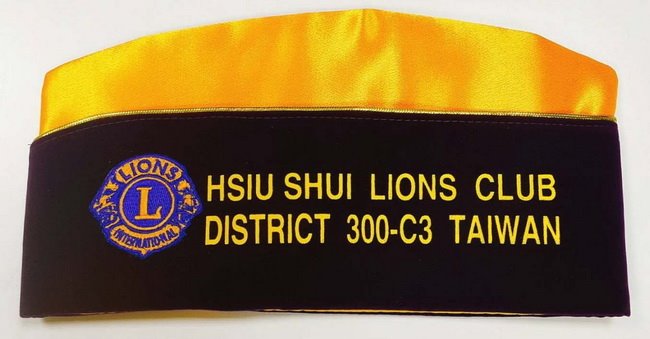 LIONS
L
INTERNATIONAL
HSIU SHUI LIONS CLUB
DISTRICT 300-C3 TAIWAN